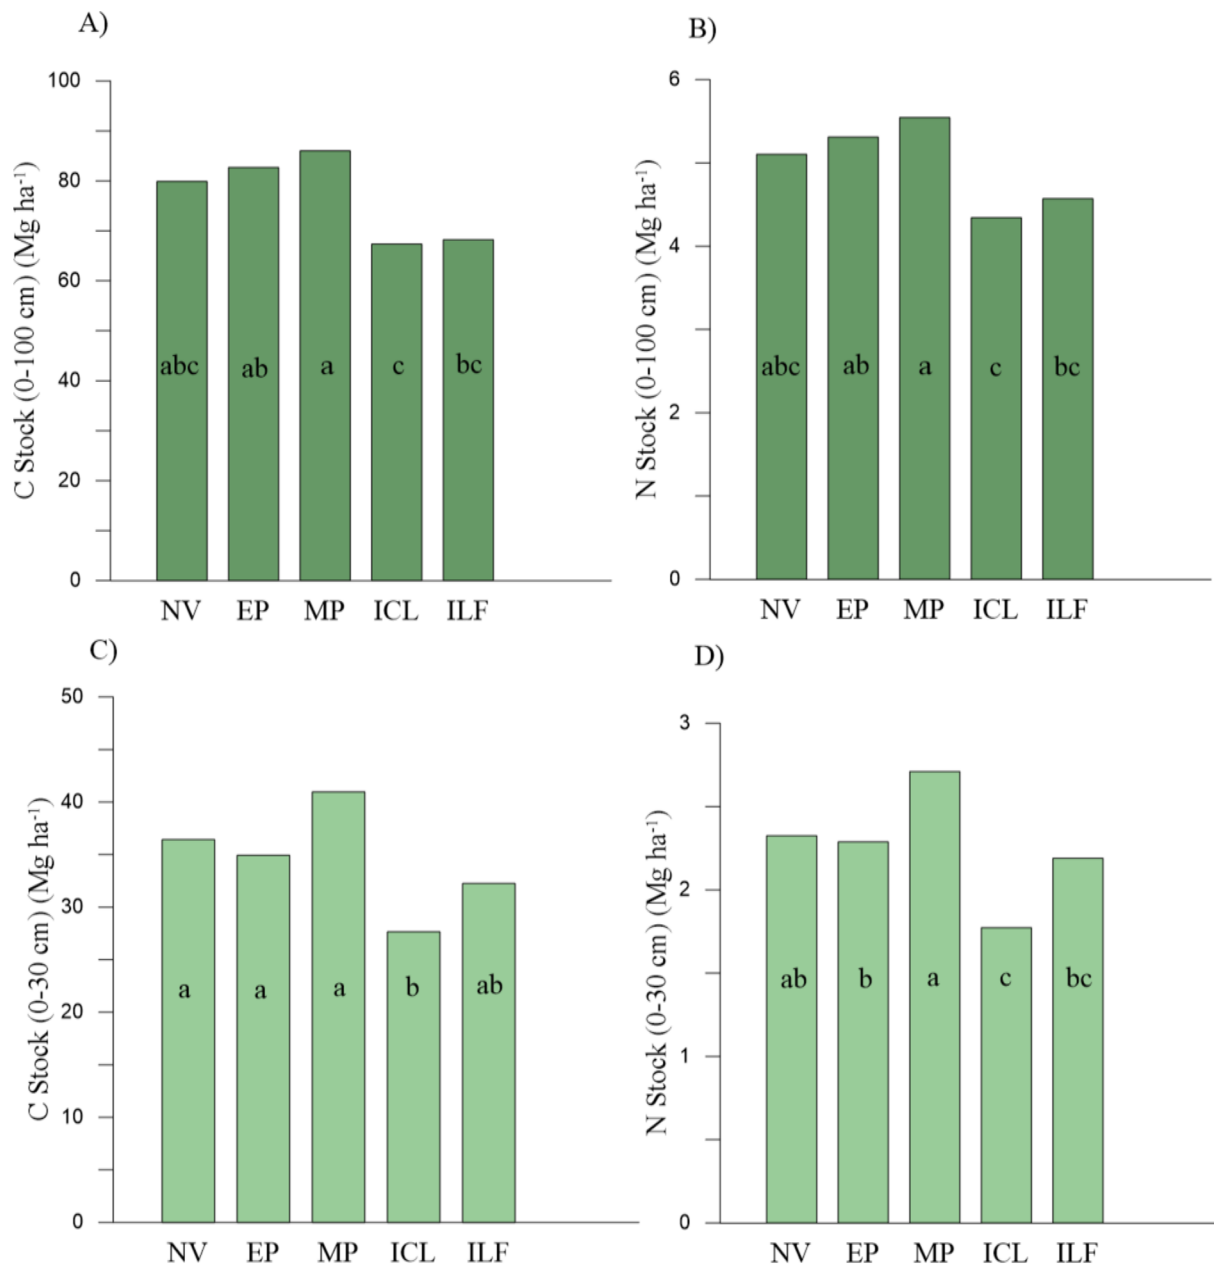 A)
C Stock (0-100 cm) (Mg ha⁻¹)
100
80
60
40
20
0
abc
ab
a
c
bc
NV EP MP ICL ILF
B)
N Stock (0-100 cm) (Mg ha⁻¹)
6
4
2
0
abc
ab
a
c
bc
NV EP MP ICL ILF
C)
C Stock (0-30 cm) (Mg ha⁻¹)
50
40
30
20
10
0
a
a
a
b
ab
NV EP MP ICL ILF
D)
N Stock (0-30 cm) (Mg ha⁻¹)
3
2
1
0
ab
b
a
c
bc
NV EP MP ICL ILF